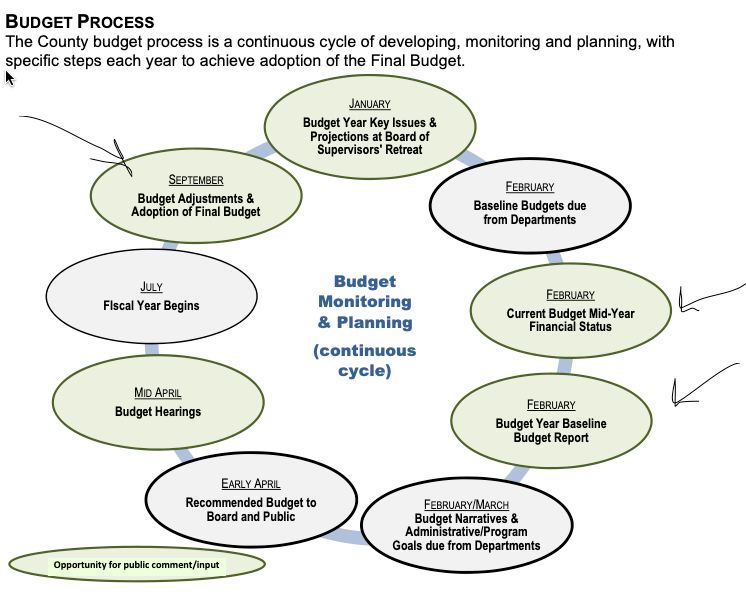 BUDGET PROCESS
The County budget process is a continuous cycle of developing, monitoring and planning, with
specific steps each year to achieve adoption of the Final Budget.
JANUARY
Budget Year Key Issues &
Projections at Board of
Supervisors' Retreat
FEBRUARY
Baseline Budgets due
from Departments
FEBRUARY
Current Budget Mid-Year
Financial Status
FEBRUARY
Budget Year Baseline
Budget Report
FEBRUARY/MARCH
Budget Narratives &
Administrative/Program
Goals due from Departments
EARLY APRIL
Recommended Budget to
Board and Public
MID APRIL
Budget Hearings
JULY
FIscal Year Begins
SEPTEMBER
Budget Adjustments &
Adoption of Final Budget
Budget
Monitoring
& Planning
(continuous
cycle)
Opportunity for public comment/input